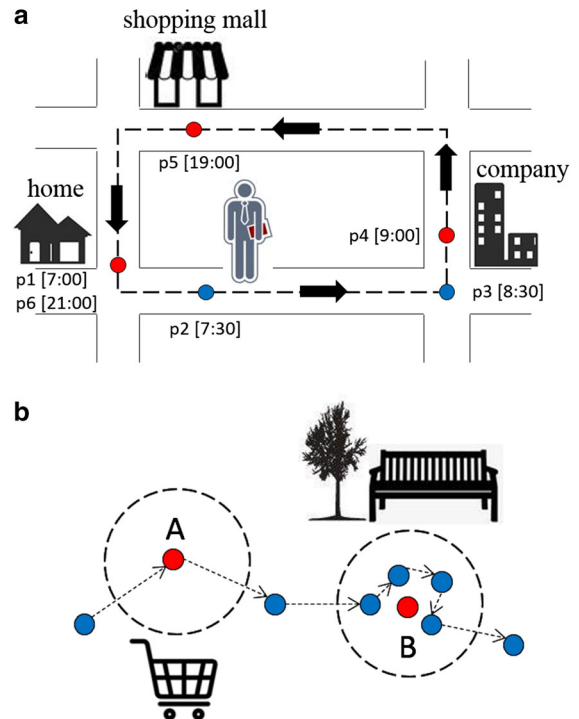 a
shopping mall
p5 [19:00]
home
company
p4 [9:00]
p1 [7:00]
p6 [21:00]
p3 [8:30]
p2 [7:30]
b
A
B